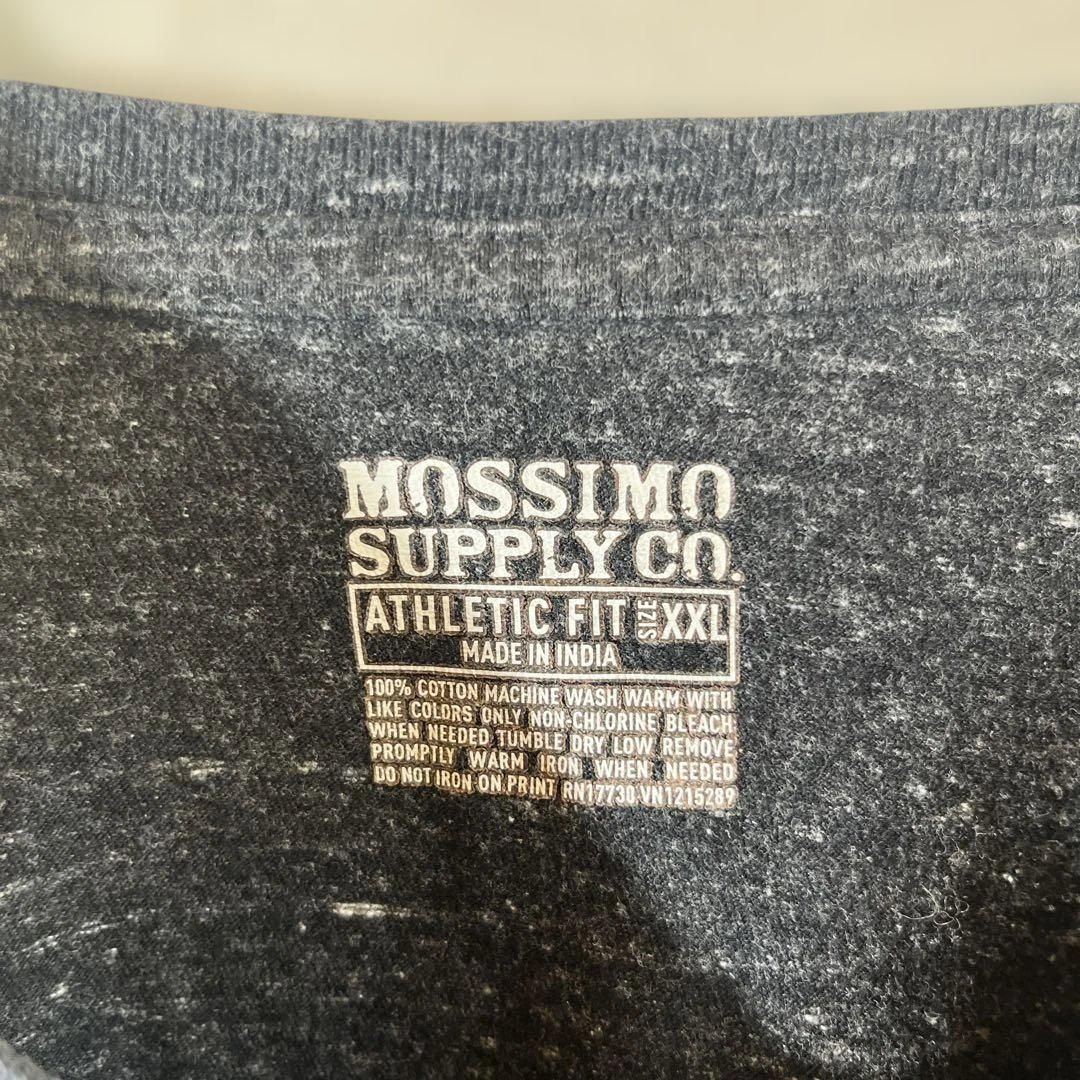 MOSSIMO
SUPPLY CO.
ATHLETIC FIT SIZE XXL
MADE IN INDIA
100% COTTON MACHINE WASH WARM WITH
LIKE COLORS ONLY NON-CHLORINE BLEACH
WHEN NEEDED TUMBLE DRY LOW REMOVE
PROMPTLY WARM IRON WHEN NEEDED
DO NOT IRON ON PRINT RN17730 VN1215289